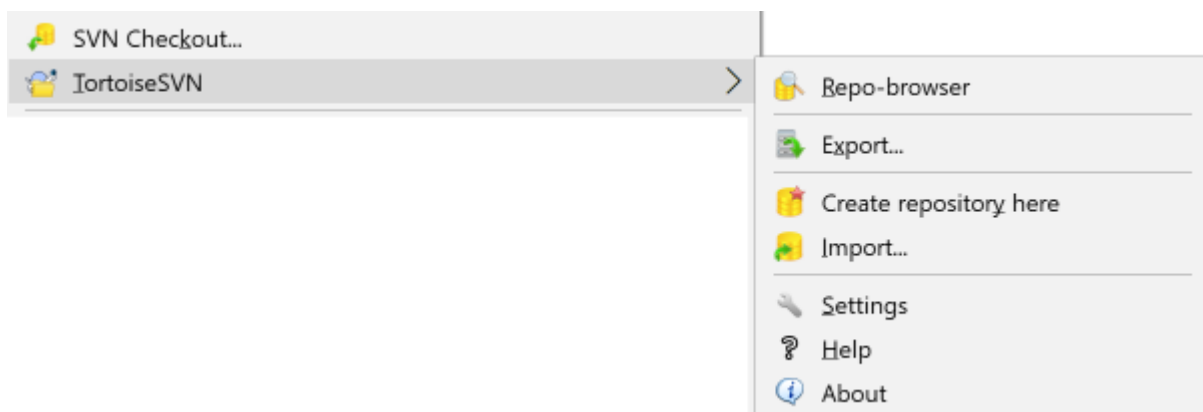 SVN Checkout...
TortoiseSVN
Repo-browser
Export...
Create repository here
Import...
Settings
Help
About